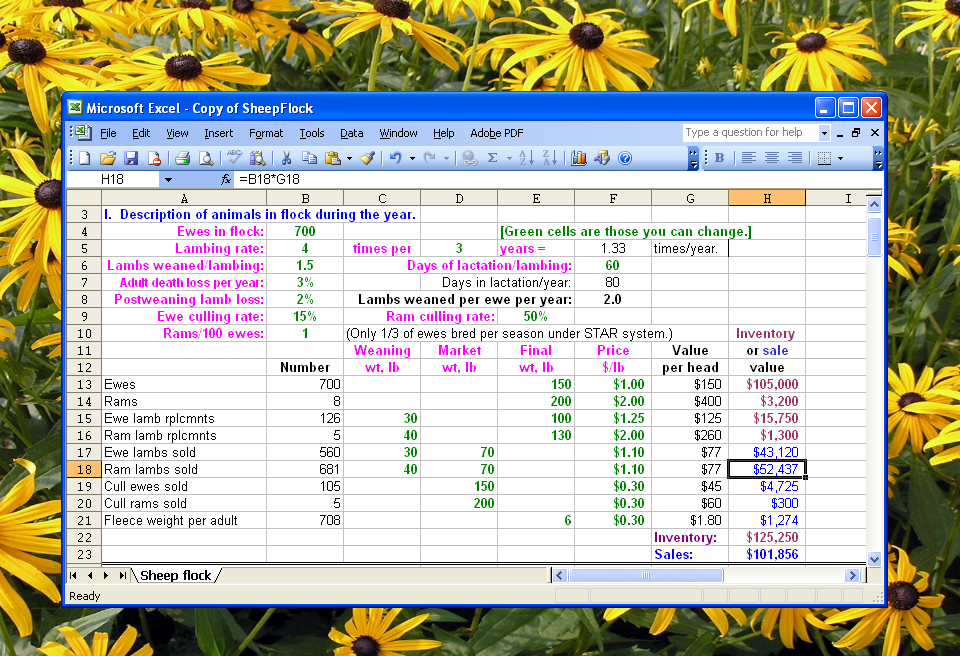 Microsoft Excel - Copy of SheepFlock
File Edit View Insert Format Tools Data Window Help Adobe PDF Type a question for help
ABC Σ A Z Z A B
H18 fx =B18*G18
A B C D E F G H I
3 I. Description of animals in flock during the year.
4 Ewes in flock: 700 [Green cells are those you can change.]
5 Lambing rate: 4 times per 3 years = 1.33 times/year.
6 Lambs weaned/lambing: 1.5 Days of lactation/lambing: 60
7 Adult death loss per year: 3% Days in lactation/year: 80
8 Postweaning lamb loss: 2% Lambs weaned per ewe per year: 2.0
9 Ewe culling rate: 15% Ram culling rate: 50%
10 Rams/100 ewes: 1 (Only 1/3 of ewes bred per season under STAR system.) Inventory
11 Weaning Market Final Price Value or sale
12 Number wt, lb wt, lb wt, lb $/lb per head value
13 Ewes 700 150 $1.00 $150 $105,000
14 Rams 8 200 $2.00 $400 $3,200
15 Ewe lamb rplcmnts 126 30 100 $1.25 $125 $15,750
16 Ram lamb rplcmnts 5 40 130 $2.00 $260 $1,300
17 Ewe lambs sold 560 30 70 $1.10 $77 $43,120
18 Ram lambs sold 681 40 70 $1.10 $77 $52,437
19 Cull ewes sold 105 150 $0.30 $45 $4,725
20 Cull rams sold 5 200 $0.30 $60 $300
21 Fleece weight per adult 708 6 $0.30 $1.80 $1,274
22 Inventory: $125,250
23 Sales: $101,856
Sheep flock
Ready